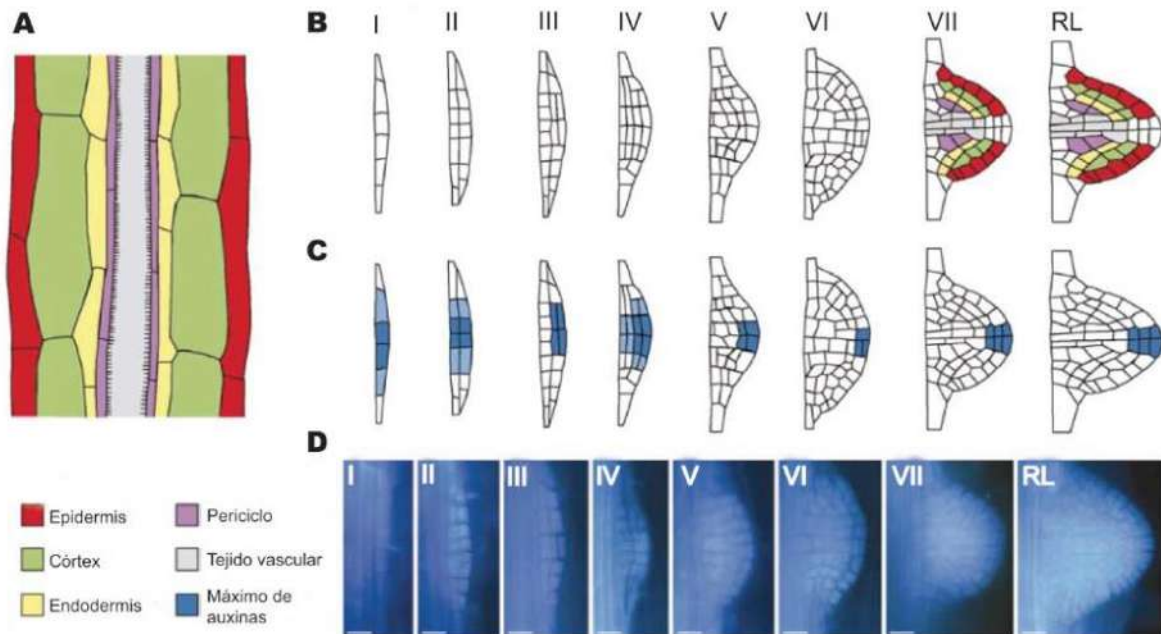 A
B
I II III IV V VI VII RL
C
D
I II III IV V VI VII RL
Epidermis
Córtex
Endodermis
Periciclo
Tejido vascular
Máximo de
auxinas